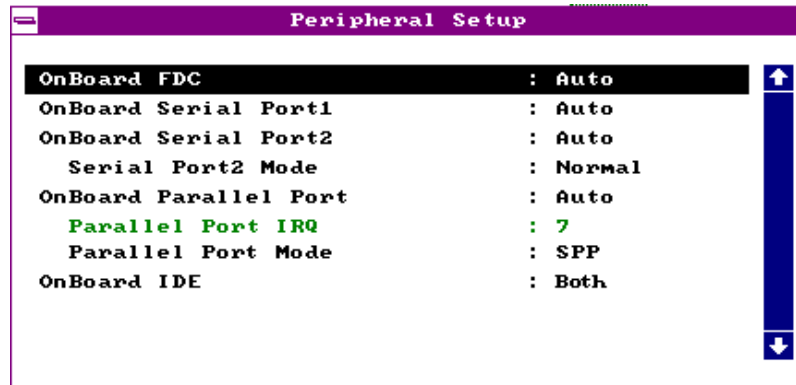 Peripheral Setup
OnBoard FDC : Auto
OnBoard Serial Port1 : Auto
OnBoard Serial Port2 : Auto
Serial Port2 Mode : Normal
OnBoard Parallel Port : Auto
Parallel Port IRQ : 7
Parallel Port Mode : SPP
OnBoard IDE : Both